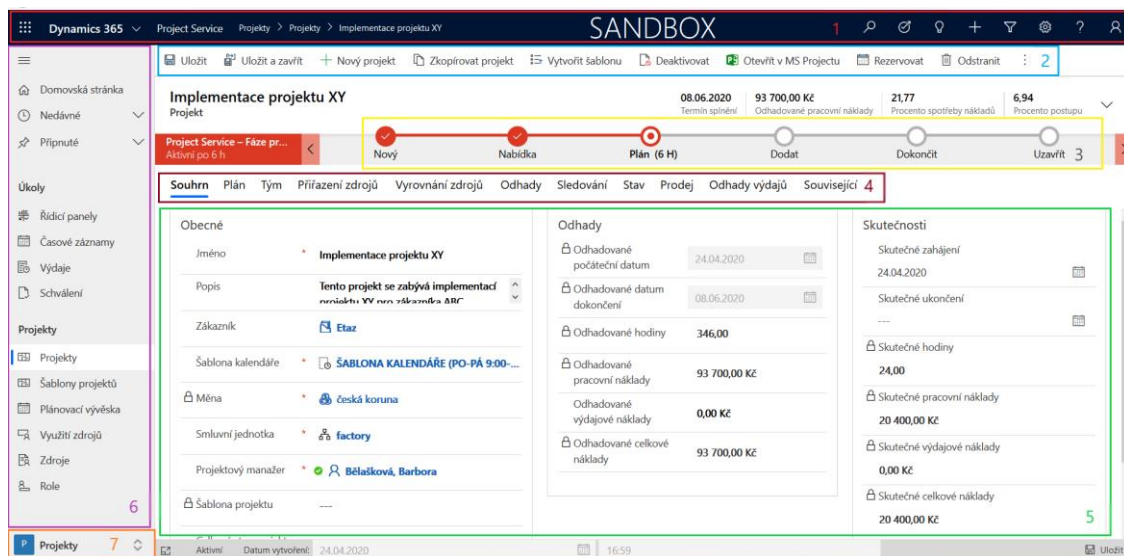 Dynamics 365 Project Service Projekty > Projekty > Implementace projektu XY SANDBOX 1 ?
Uložit Uložit a zavřít Nový projekt Zkopírovat projekt Vytvořit šablonu Deaktivovat Otevřít v MS Projectu Rezervovat Odstranit 2
Domovská stránka
Nedávné
Připnuté
Úkoly
Řídicí panely
Časové záznamy
Výdaje
Schválení
Projekty
Projekty
Šablony projektů
Plánovací vývěska
Využití zdrojů
Zdroje
Role
6
P Projekty 7
Implementace projektu XY
Projekt
08.06.2020
Termín splnění
93 700,00 Kč
Odhadované pracovní náklady
21,77
Procento spotřeby nákladů
6,94
Procento postupu
Project Service – Fáze pr...
Aktivní po 6 h
Nový Nabídka Plán (6 H) Dodat Dokončit Uzavřít 3
Souhrn Plán Tým Přiřazení zdrojů Vyrovnání zdrojů Odhady Sledování Stav Prodej Odhady výdajů Související 4
Obecné
Jméno * Implementace projektu XY
Popis Tento projekt se zabývá implementací
projektu XY pro zákazníka ABC
Zákazník Etaz
Šablona kalendáře * ŠABLONA KALENDÁŘE (PO-PÁ 9:00-...
Měna * česká koruna
Smluvní jednotka * factory
Projektový manažer * Bělašková, Barbora
Šablona projektu ---
Odhady
Odhadované
počáteční datum 24.04.2020
Odhadované datum
dokončení 08.06.2020
Odhadované hodiny 346,00
Odhadované
pracovní náklady 93 700,00 Kč
Odhadované
výdajové náklady 0,00 Kč
Odhadované celkové
náklady 93 700,00 Kč
Skutečnosti
Skutečné zahájení
24.04.2020
Skutečné ukončení
---
Skutečné hodiny
24,00
Skutečné pracovní náklady
20 400,00 Kč
Skutečné výdajové náklady
0,00 Kč
Skutečné celkové náklady
20 400,00 Kč 5
Aktivní Datum vytvoření: 24.04.2020 16:59 Uložit